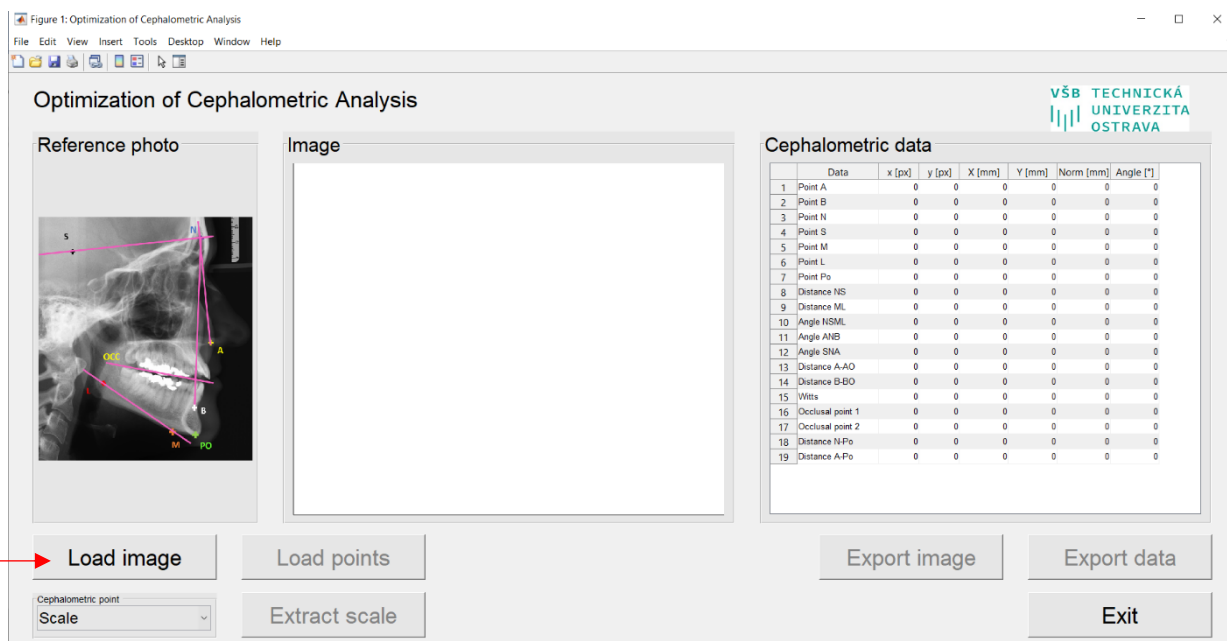 Figure 1: Optimization of Cephalometric Analysis
File Edit View Insert Tools Desktop Window Help
Optimization of Cephalometric Analysis
VŠB TECHNICKÁ
UNIVERZITA
OSTRAVA
Reference photo
S
N
A
OCC
L
B
M
PO
Image
Cephalometric data
Data x [px] y [px] X [mm] Y [mm] Norm [mm] Angle [°]
1 Point A 0 0 0 0 0 0
2 Point B 0 0 0 0 0 0
3 Point N 0 0 0 0 0 0
4 Point S 0 0 0 0 0 0
5 Point M 0 0 0 0 0 0
6 Point L 0 0 0 0 0 0
7 Point Po 0 0 0 0 0 0
8 Distance NS 0 0 0 0 0 0
9 Distance ML 0 0 0 0 0 0
10 Angle NSML 0 0 0 0 0 0
11 Angle ANB 0 0 0 0 0 0
12 Angle SNA 0 0 0 0 0 0
13 Distance A-AO 0 0 0 0 0 0
14 Distance B-BO 0 0 0 0 0 0
15 Witts 0 0 0 0 0 0
16 Occlusal point 1 0 0 0 0 0 0
17 Occlusal point 2 0 0 0 0 0 0
18 Distance N-Po 0 0 0 0 0 0
19 Distance A-Po 0 0 0 0 0 0
Load image
Load points
Export image
Export data
Cephalometric point
Scale
Extract scale
Exit